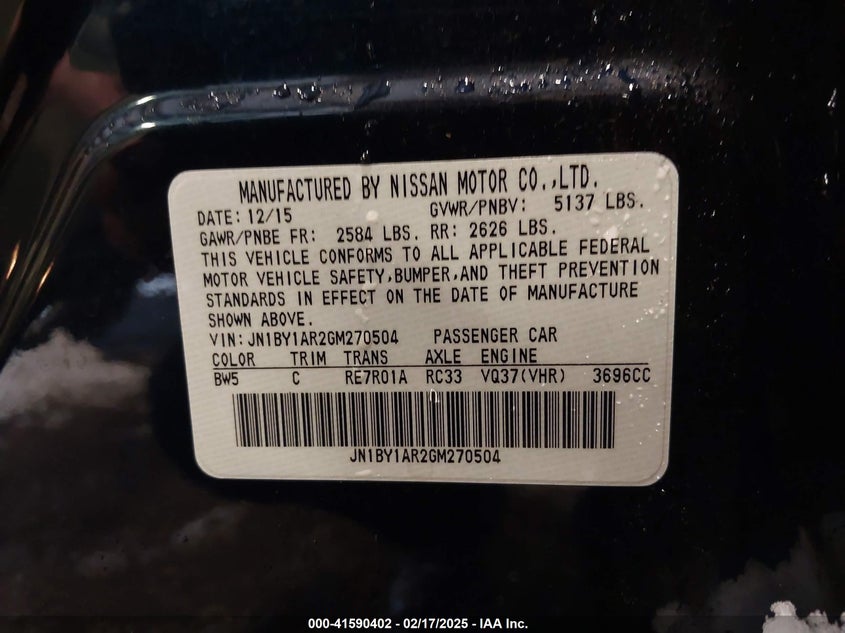 MANUFACTURED BY NISSAN MOTOR CO.,LTD.
DATE: 12/15 GVWR/PNBV: 5137 LBS.
GAWR/PNBE FR: 2584 LBS. RR: 2626 LBS.
THIS VEHICLE CONFORMS TO ALL APPLICABLE FEDERAL
MOTOR VEHICLE SAFETY,BUMPER,AND THEFT PREVENTION
STANDARDS IN EFFECT ON THE DATE OF MANUFACTURE
SHOWN ABOVE.
VIN:JN1BY1AR2GM270504 PASSENGER CAR
COLOR TRIM TRANS AXLE ENGINE
BW5 C RE7R01A RC33 VQ37(VHR) 3696CC
JN1BY1AR2GM270504
000-41590402 - 02/17/2025 - IAA Inc.